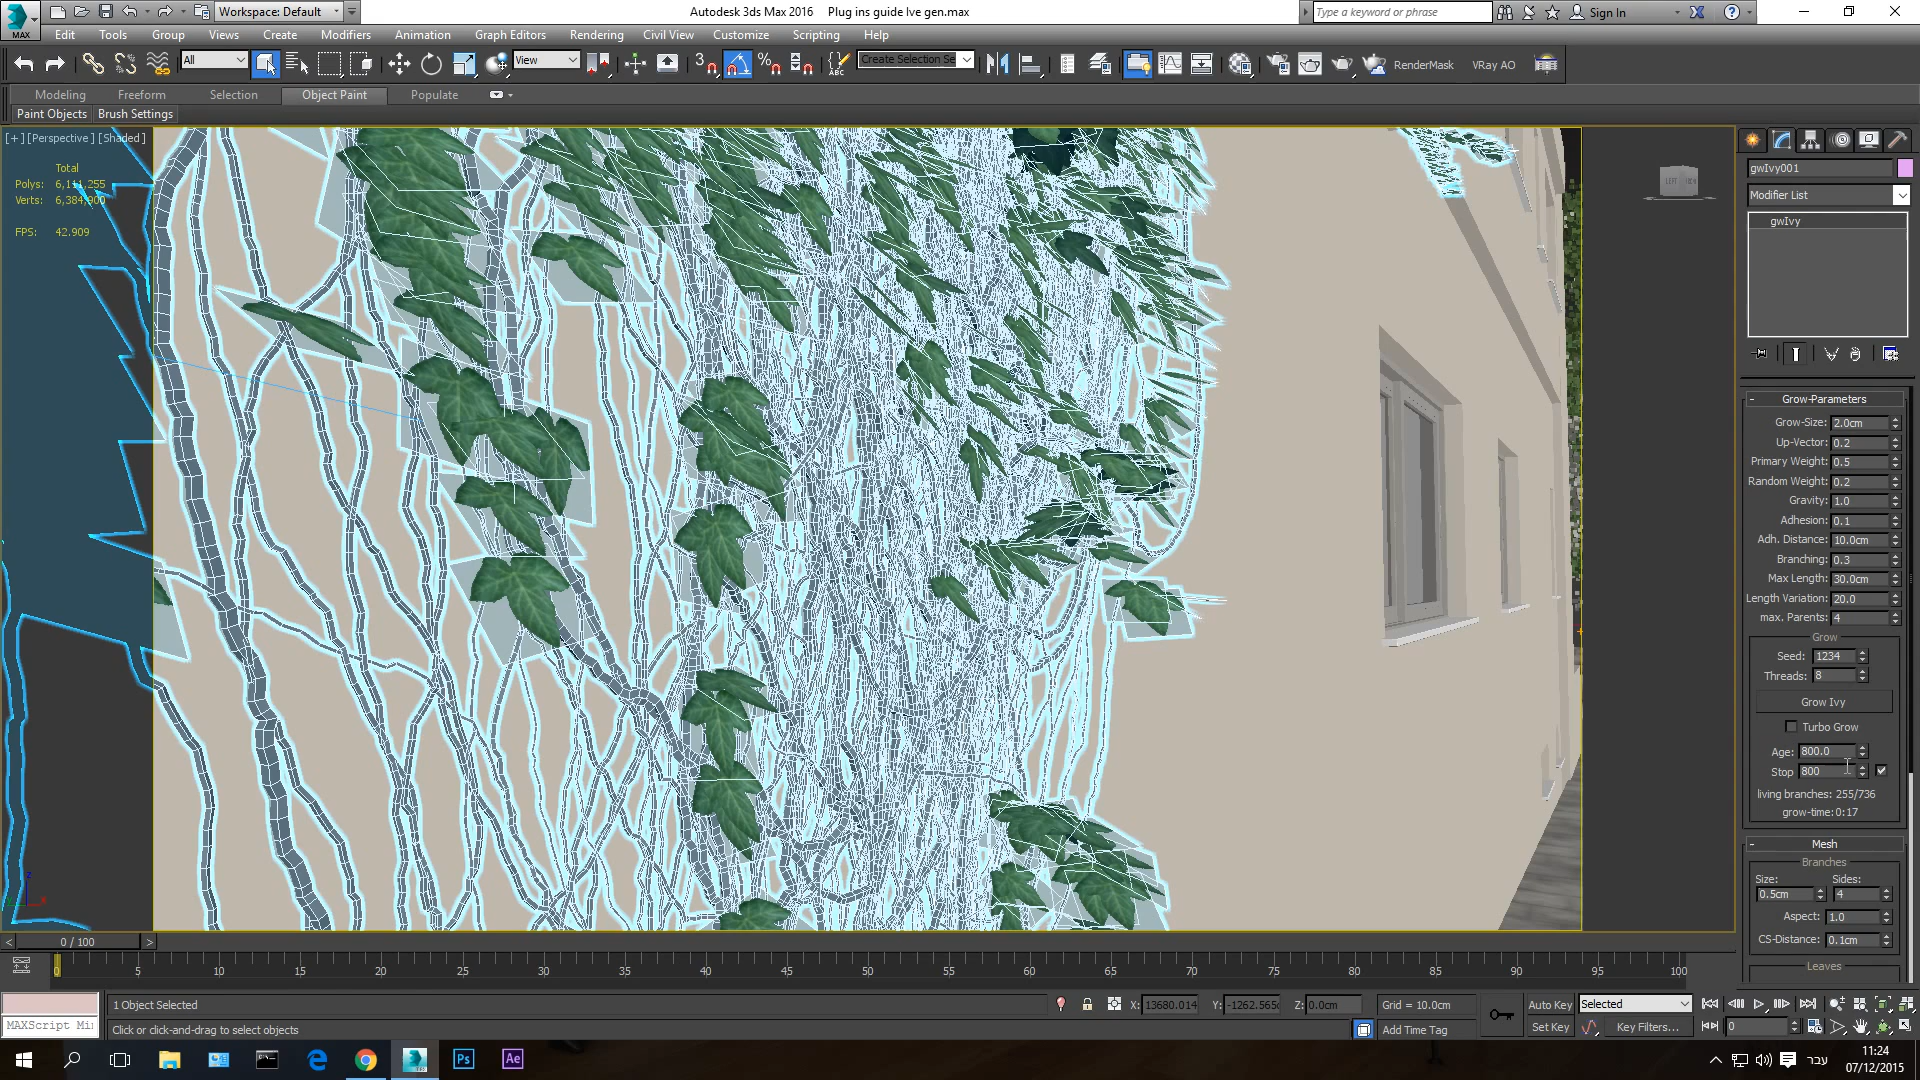 Workspace: Default
Autodesk 3ds Max 2016    Plug ins guide Ive gen.max
Type a keyword or phrase
Sign In
MAX
Edit Tools Group Views Create Modifiers Animation Graph Editors Rendering Civil View Customize Scripting Help
All
View
3
ABC
Create Selection Se
RenderMask
VRay AO
Modeling Freeform Selection Object Paint Populate
Paint Objects Brush Settings
[+] [Perspective] [Shaded]
Total
Polys: 6,111,255
Verts: 6,384,900
FPS: 42.909
LEFT
gwIvy001
Modifier List
gwIvy
- Grow-Parameters
Grow-Size: 2.0cm
Up-Vector: 0.2
Primary Weight: 0.5
Random Weight: 0.2
Gravity: 1.0
Adhesion: 0.1
Adh. Distance: 10.0cm
Branching: 0.3
Max Length: 30.0cm
Length Variation: 20.0
max. Parents: 4
Grow
Seed: 1234
Threads: 8
Grow Ivy
Turbo Grow
Age: 800.0
Stop 800
living branches: 255/736
grow-time: 0:17
- Mesh
Branches
Size: Sides:
0.5cm 4
Aspect: 1.0
CS-Distance: 0.1cm
Leaves
z
x
< 0 / 100 >
0 5 10 15 20 25 30 35 40 45 50 55 60 65 70 75 80 85 90 95 100
1 Object Selected
X: 13680.014 Y: -1262.565 Z: 0.0cm
Grid = 10.0cm
Auto Key
Selected
MAXScript Mi
Click or click-and-drag to select objects
Add Time Tag
Set Key
Key Filters...
0
Ps
Ae
עבר
11:24
07/12/2015